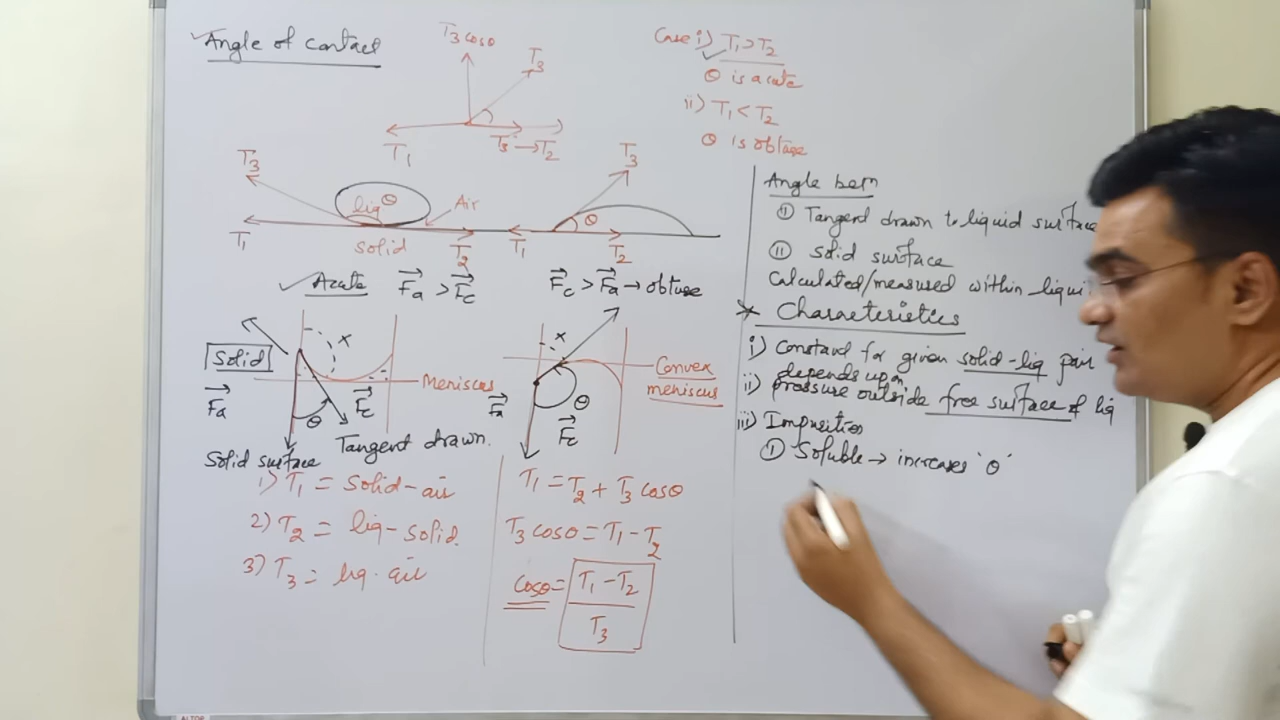 Angle of contact
T₃ cosθ
T₃
T₁
T₃ → T₂
Case i) T₁ > T₂
θ is acute
ii) T₁ < T₂
θ is obtuse
T₃
liq θ
Air
T₁
solid
T₂
T₃
θ
T₁
T₂
Acute Fa > Fc
Fc > Fa → obtuse
Solid
x
Meniscus
Fa
Fc
θ
Solid surface
Tangent drawn.
x
Convex
meniscus
Fa
θ
Fc
1) T₁ = Solid-air
2) T₂ = liq-solid.
3) T₃ = liq. air
T₁ = T₂ + T₃ cosθ
T₃ cosθ = T₁ - T₂
cosθ = T₁ - T₂
T₃
Angle betn
Tangent drawn to liquid surface
solid surface
Calculated/measured within liqui
Characteristics
i) Constant for given solid-liq pair
depends upon
ii) pressure outside free surface of liq
iii) Impurities
① Soluble → increases 'θ'